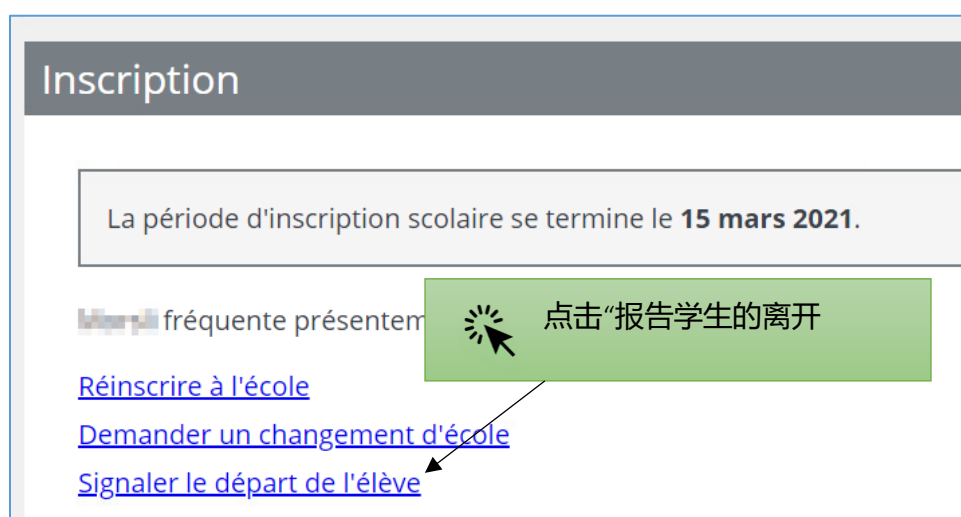 Inscription
La période d'inscription scolaire se termine le 15 mars 2021.
fréquente présentem
点击“报告学生的离开
Réinscrire à l'école
Demander un changement d'école
Signaler le départ de l'élève